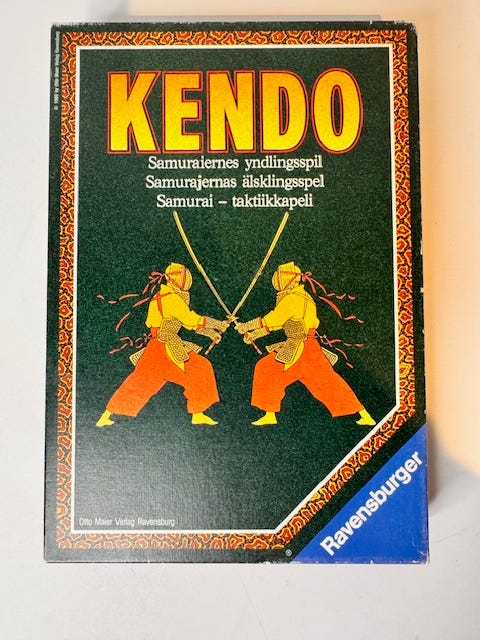 KENDO
Samuraiernes yndlingsspil
Samurajernas älsklingsspel
Samurai – taktiikkapeli
Otto Maier Verlag Ravensburg
®
Ravensburger